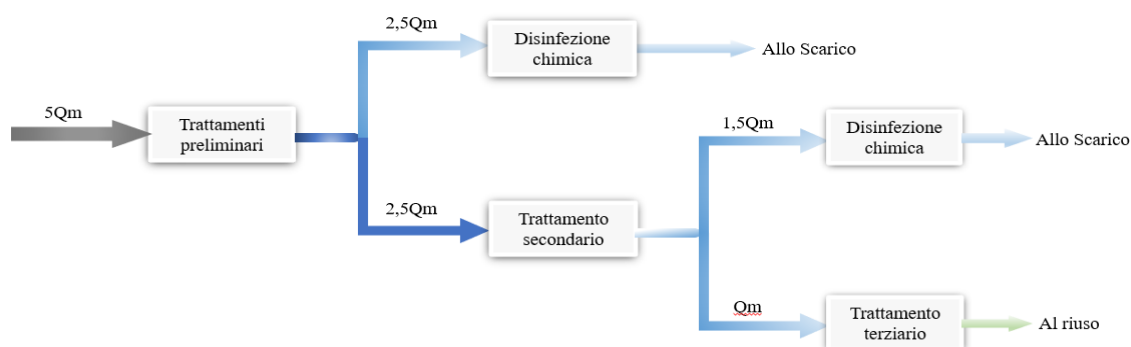 2,5Qm
Disinfezione
chimica
Allo Scarico
5Qm
Trattamenti
preliminari
1,5Qm
Disinfezione
chimica
Allo Scarico
2,5Qm
Trattamento
secondario
Qm
Trattamento
terziario
Al riuso